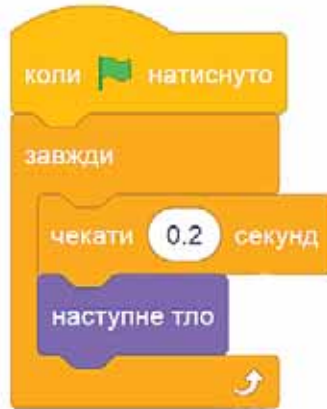 коли натиснуто
завжди
чекати 0.2 секунд
наступне тло